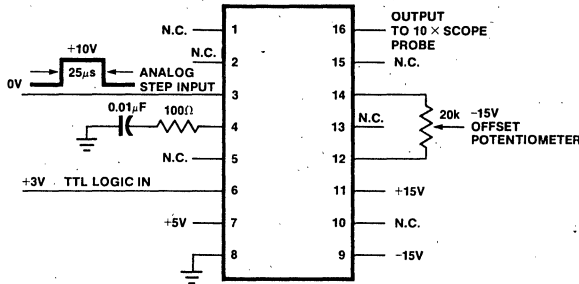 N.C. 1
N.C. 2
+10V
0V 25μs ANALOG
STEP INPUT 3
0.01μF 100Ω 4
N.C. 5
+3V TTL LOGIC IN 6
+5V 7
8
16 OUTPUT
TO 10 × SCOPE
PROBE
15 N.C.
14
13 N.C.
20k -15V
OFFSET
POTENTIOMETER
12
11 +15V
10 N.C.
9 -15V